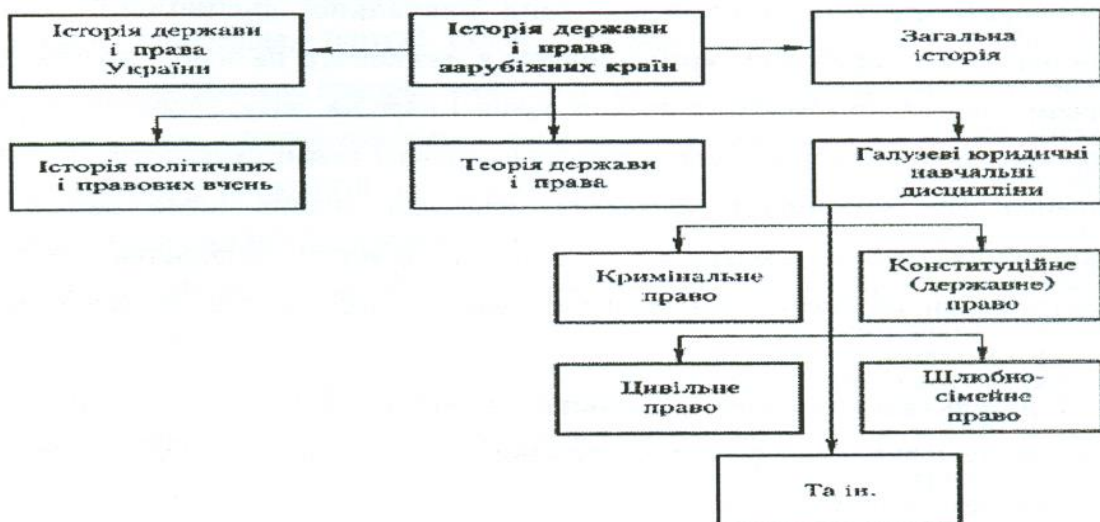 Історія держави
і права
України
Історія держави
і права
зарубіжних країн
Загальна
історія
Історія політичних
і правових вчень
Теорія держави
і права
Галузеві юридичні
навчальні
дисципліни
Кримінальне
право
Конституційне
(державне)
право
Цивільне
право
Шлюбно-
сімейне
право
Та ін.